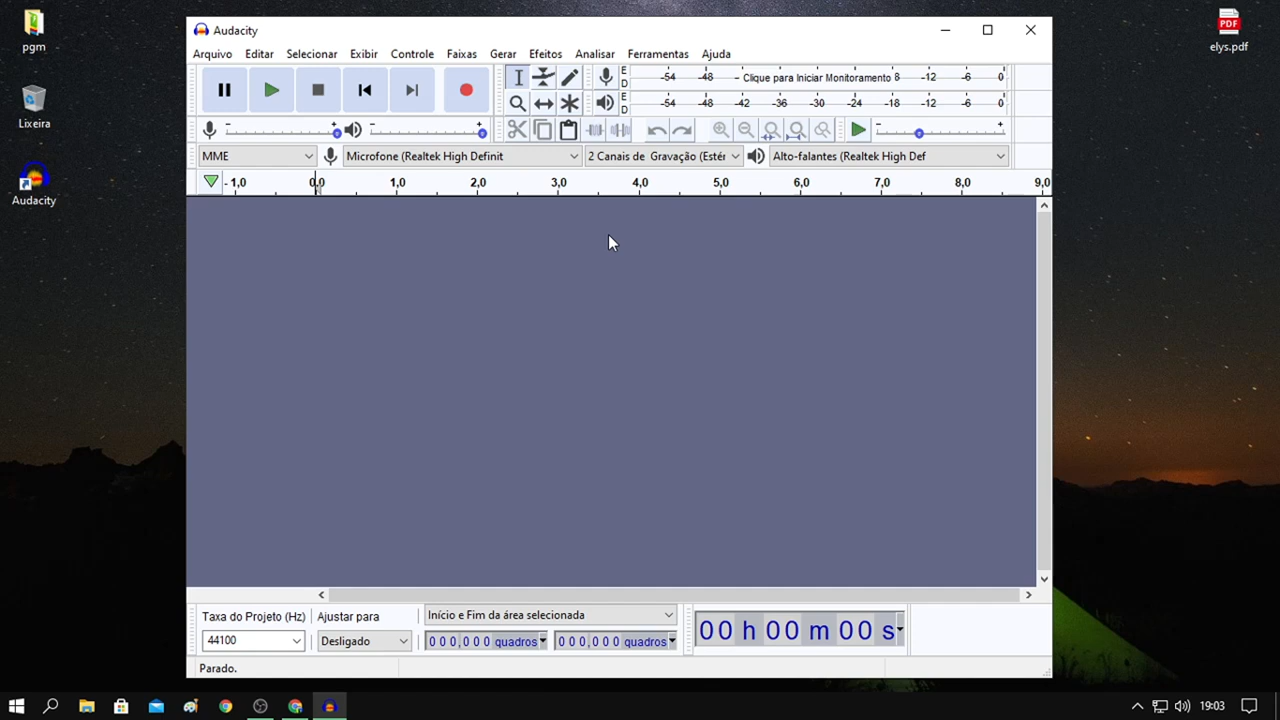 pgm
Lixeira
Audacity
elys.pdf
PDF
Audacity
Arquivo Editar Selecionar Exibir Controle Faixas Gerar Efeitos Analisar Ferramentas Ajuda
E
D
-54 -48 - Clique para Iniciar Monitoramento 8 -12 -6 0
E
D
-54 -48 -42 -36 -30 -24 -18 -12 -6 0
MME Microfone (Realtek High Definit 2 Canais de Gravação (Estér Alto-falantes (Realtek High Def
- 1,0 0,0 1,0 2,0 3,0 4,0 5,0 6,0 7,0 8,0 9,0
Taxa do Projeto (Hz) Ajustar para Início e Fim da área selecionada
44100 Desligado 000,000 quadros 000,000 quadros
00 h 00 m 00 s
Parado.
19:03